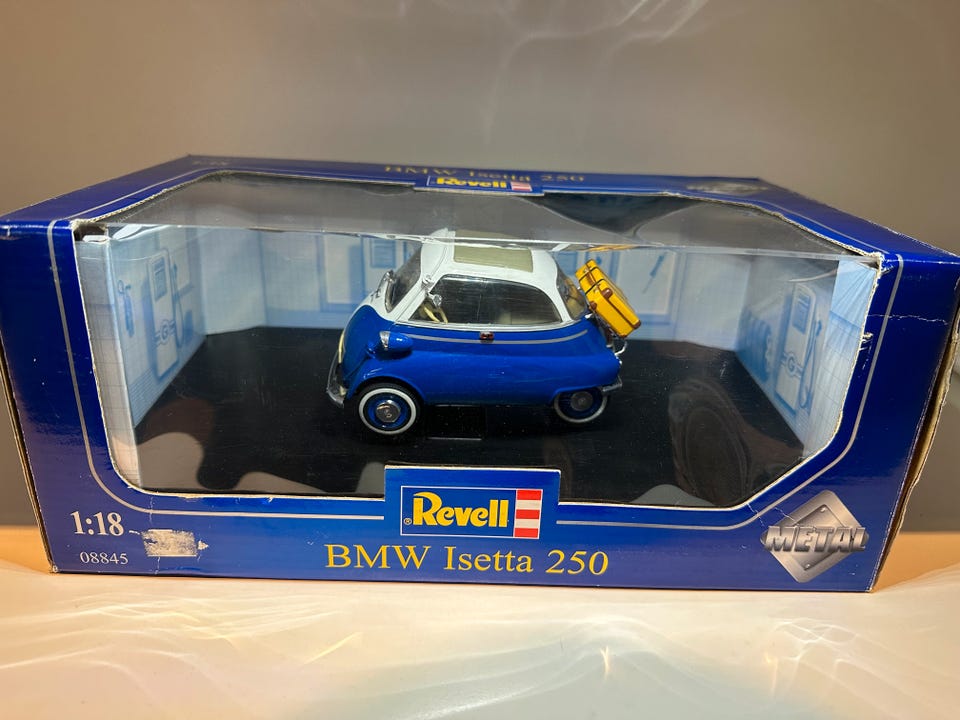 BMW Isetta 250
Revell
®Revell
1:18
08845
BMW Isetta 250
METAL